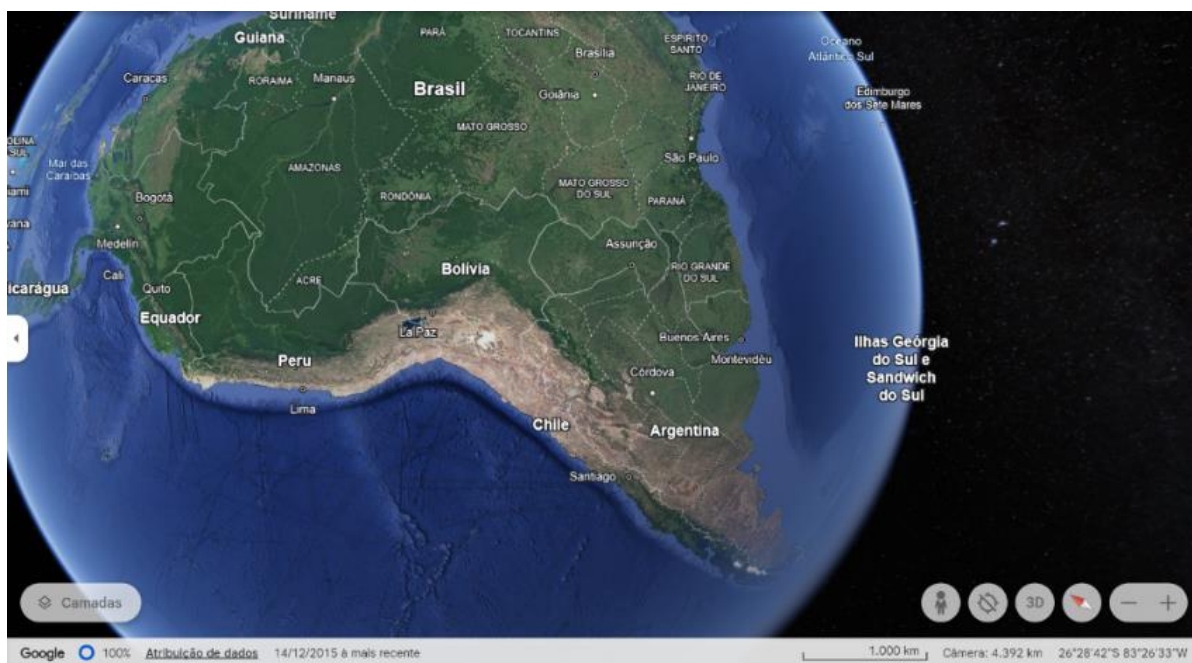 Suriname
Guiana
PARÁ
TOCANTINS
ESPIRITO
SANTO
Oceano
Atlântico Sul
Caracas
RORAIMA
Manaus
Brasil
Brasília
Goiânia
RIO DE
JANEIRO
Edimburgo
dos Sete Mares
MATO GROSSO
São Paulo
Mar das
Caraíbas
AMAZONAS
Bogotá
RONDÔNIA
MATO GROSSO
DO SUL
PARANÁ
Medellín
Cali
Quito
icarágua
Equador
ACRE
Bolívia
Assunção
RIO GRANDE
DO SUL
La Paz
Peru
Lima
Buenos Aires
Montevidéu
Córdova
Ilhas Geórgia
do Sul e
Sandwich
do Sul
Chile
Argentina
Santiago
Camadas
3D
Google 100% Atribuição de dados 14/12/2015 à mais recente 1.000 km Câmera: 4.392 km 26°28'42"S 83°26'33"W